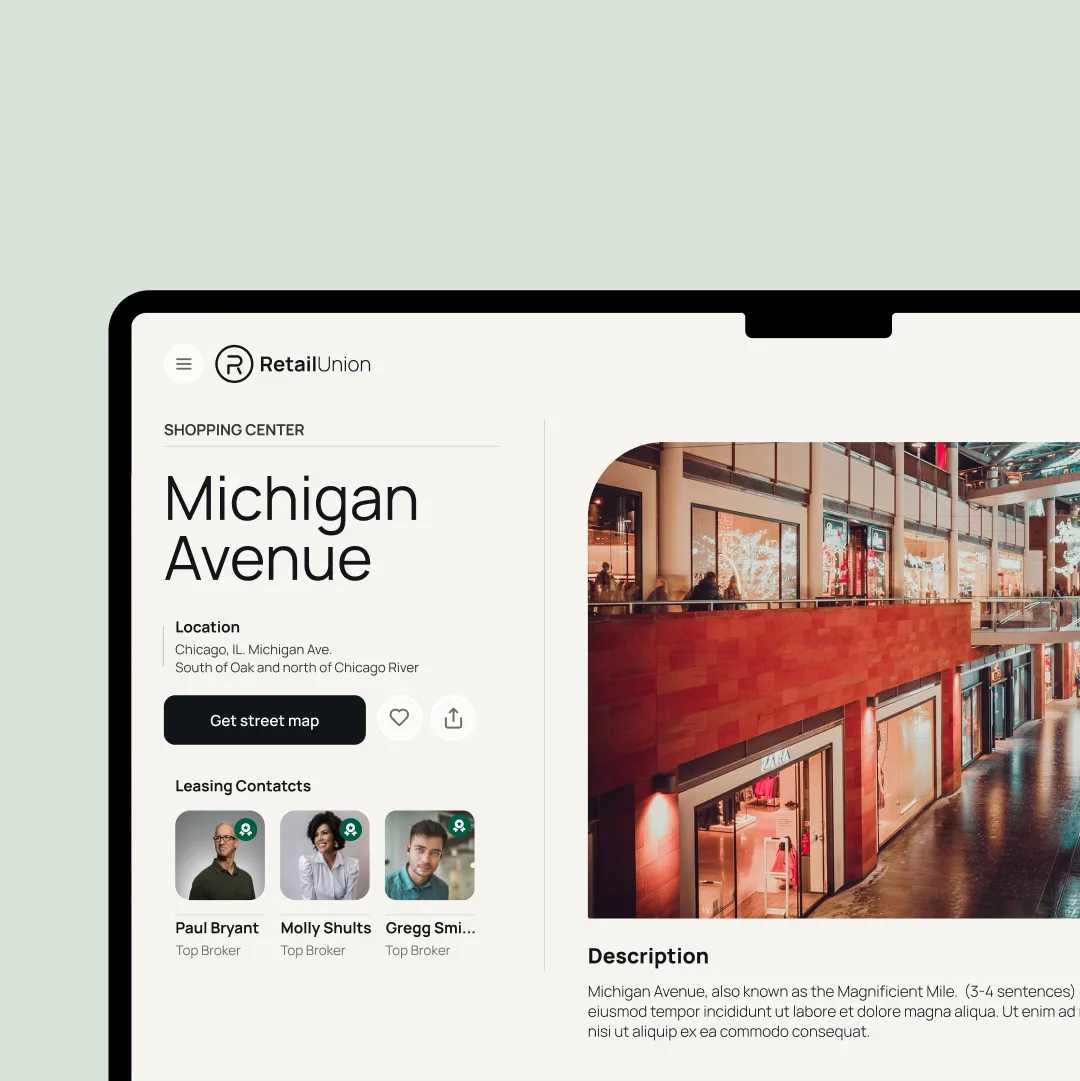 RetailUnion
SHOPPING CENTER
Michigan
Avenue
Location
Chicago, IL. Michigan Ave.
South of Oak and north of Chicago River
Get street map
Leasing Contatcts
Paul Bryant
Top Broker
Molly Shults
Top Broker
Gregg Smi...
Top Broker
ZARA
Description
Michigan Avenue, also known as the Magnificient Mile. (3-4 sentences)
eiusmod tempor incididunt ut labore et dolore magna aliqua. Ut enim ad
nisi ut aliquip ex ea commodo consequat.